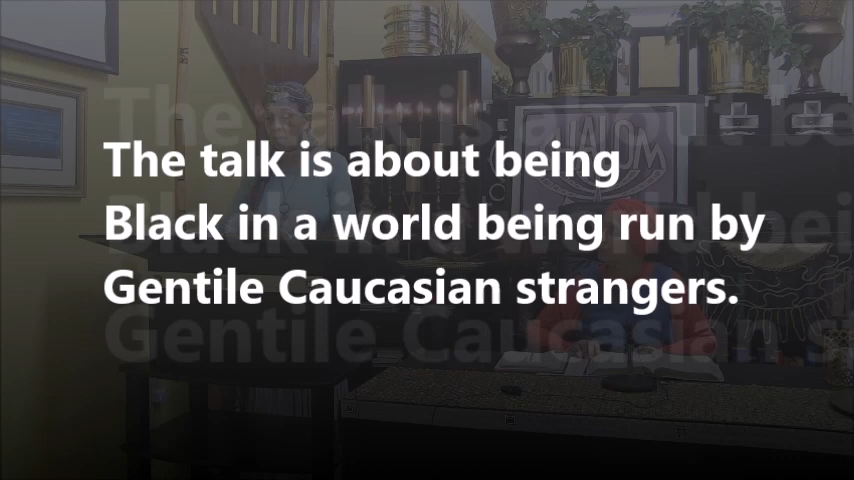 The talk is about being
Black in a world being run by
Gentile Caucasian strangers.